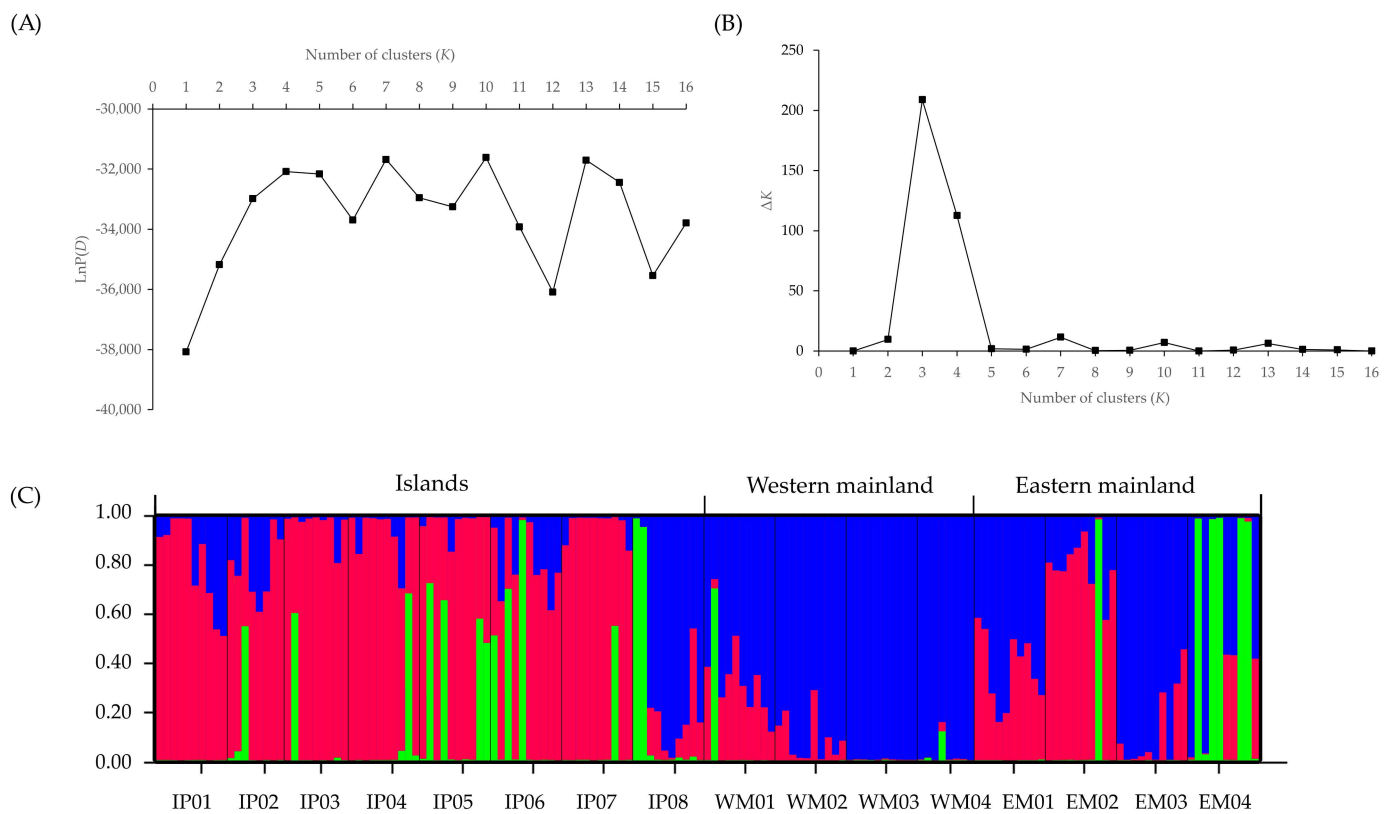 (A)
Number of clusters (K)
0 1 2 3 4 5 6 7 8 9 10 11 12 13 14 15 16
-30,000
-32,000
-34,000
-36,000
-38,000
-40,000
LnP(D)
(B)
250
200
150
100
50
0
ΔK
0 1 2 3 4 5 6 7 8 9 10 11 12 13 14 15 16
Number of clusters (K)
(C)
Islands Western mainland Eastern mainland
1.00
0.80
0.60
0.40
0.20
0.00
IP01 IP02 IP03 IP04 IP05 IP06 IP07 IP08 WM01 WM02 WM03 WM04 EM01 EM02 EM03 EM04